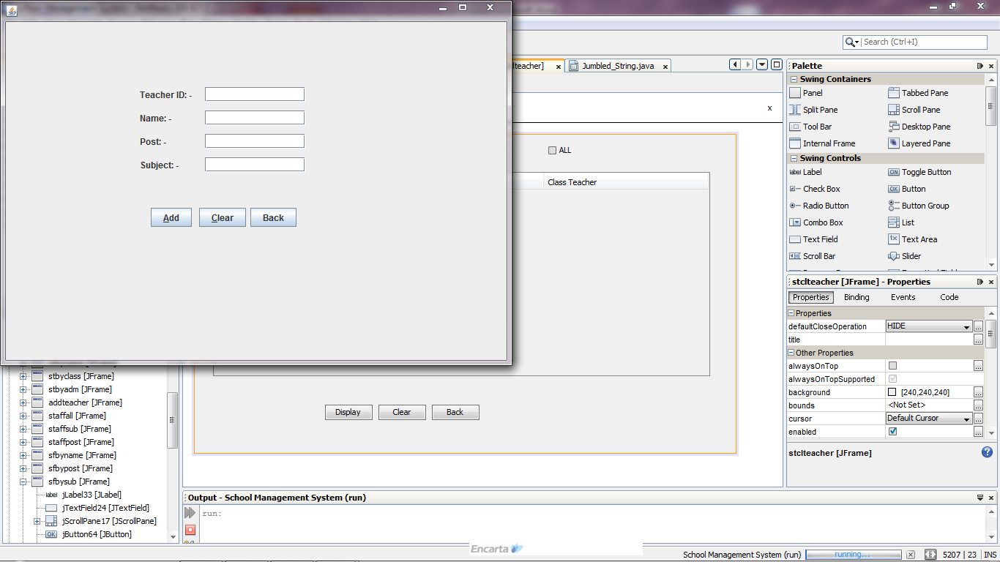 Search (Ctrl+I)
lteacher] x
Jumbled_String.java x
x
Teacher ID: -
Name: -
Post: -
Subject: -
Add Clear Back
ALL
Class Teacher
Display Clear Back
Palette
Swing Containers
Panel Tabbed Pane
Split Pane Scroll Pane
Tool Bar Desktop Pane
Internal Frame Layered Pane
Swing Controls
label Label ON Toggle Button
Check Box OK Button
Radio Button Button Group
Combo Box List
Text Field Text Area
Scroll Bar Slider
stclteacher [JFrame] - Properties
Properties Binding Events Code
Properties
defaultCloseOperation HIDE ...
title ...
Other Properties
alwaysOnTop ...
alwaysOnTopSupported
background [240,240,240] ...
bounds <Not Set> ...
cursor Default Cursor ...
enabled ...
stclteacher [JFrame]
stbyclass [JFrame]
stbyadm [JFrame]
addteacher [JFrame]
staffall [JFrame]
staffsub [JFrame]
staffpost [JFrame]
sfbyname [JFrame]
sfbypost [JFrame]
sfbysub [JFrame]
label jLabel33 [JLabel]
jTextField24 [JTextField]
jScrollPane17 [JScrollPane]
OK jButton64 [JButton]
Output - School Management System (run)
run:
Encarta
School Management System (run) running... 5207 | 23 INS